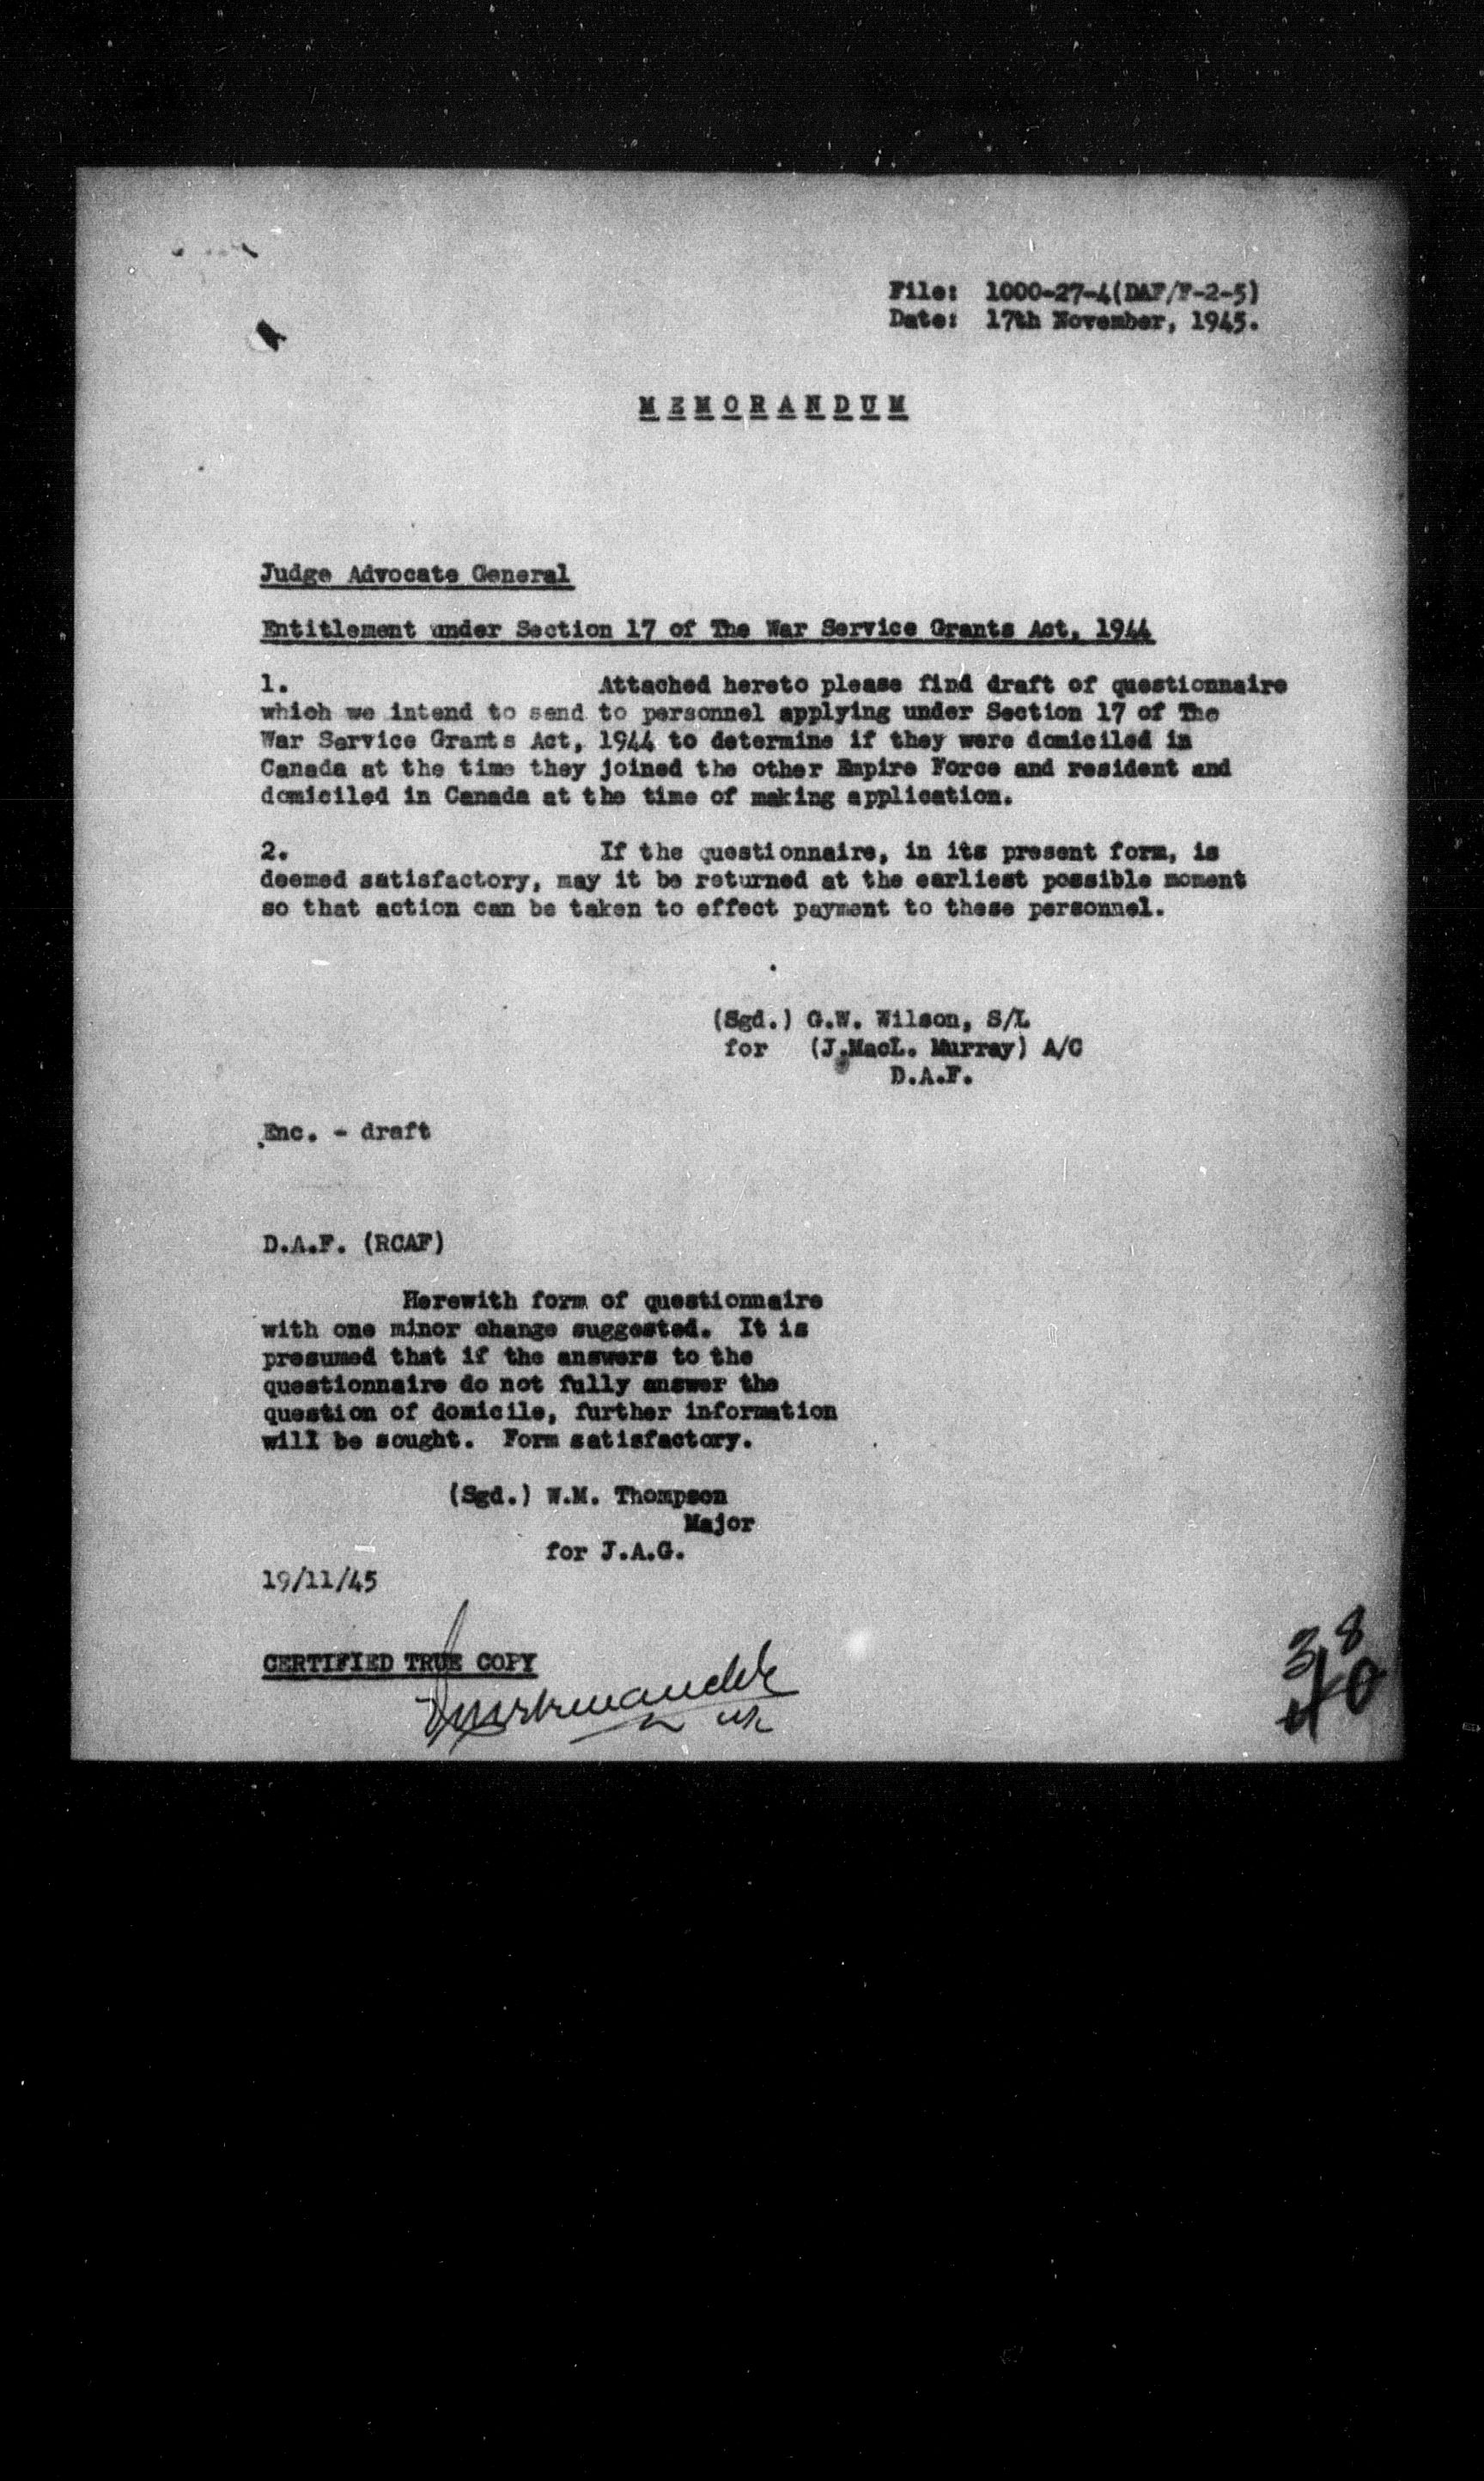 File: 1000-27-4(DAF/F-2-5)
Date: 17th November, 1945.
MEMORANDUM
Judge Advocate General
Entitlement under Section 17 of The War Service Grants Act, 1944
1. Attached hereto please find draft of questionnaire
which we intend to send to personnel applying under Section 17 of The
War Service Grants Act, 1944 to determine if they were domiciled in
Canada at the time they joined the other Empire Force and resident and
domiciled in Canada at the time of making application.
2. If the questionnaire, in its present form, is
deemed satisfactory, may it be returned at the earliest possible moment
so that action can be taken to effect payment to these personnel.
(Sgd.) G.W. Wilson, S/L
for (J.MacL. Murray) A/C
D.A.F.
Enc. - draft
D.A.F. (RCAF)
Herewith form of questionnaire
with one minor change suggested. It is
presumed that if the answers to the
questionnaire do not fully answer the
question of domicile, further information
will be sought. Form satisfactory.
(Sgd.) W.M. Thompson
Major
for J.A.G.
19/11/45
CERTIFIED TRUE COPY
38
40